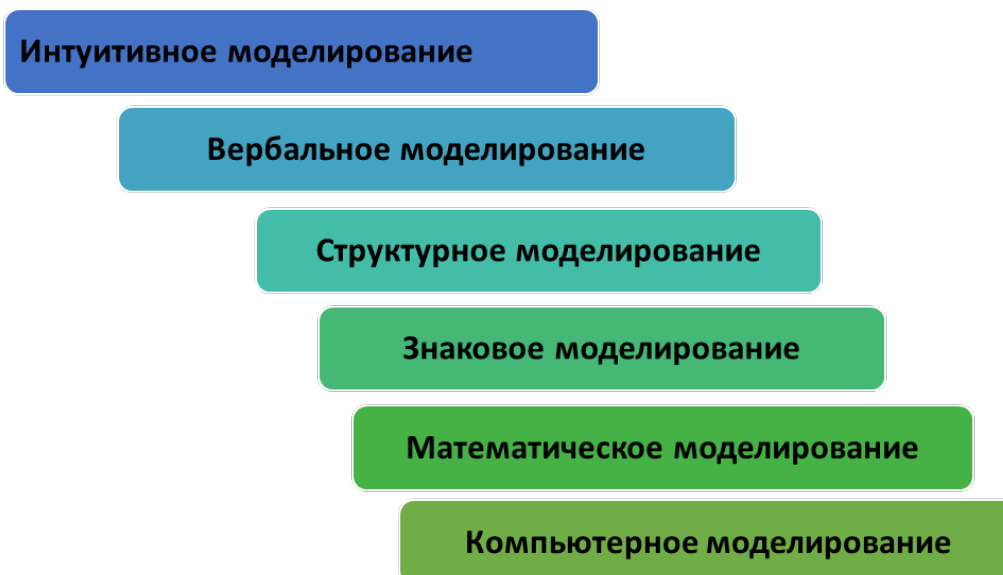 Интуитивное моделирование
Вербальное моделирование
Структурное моделирование
Знаковое моделирование
Математическое моделирование
Компьютерное моделирование